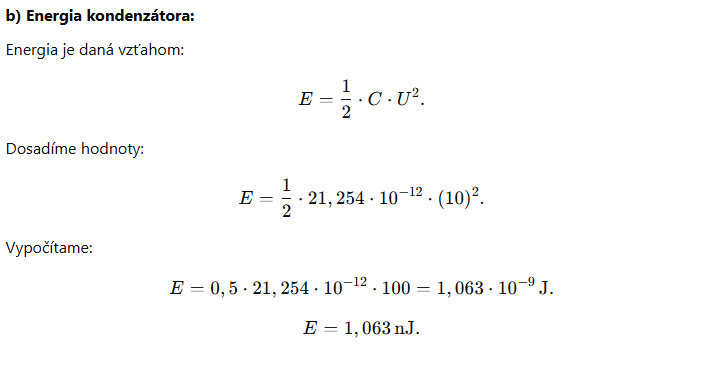 b) Energia kondenzátora:
Energia je daná vzťahom:
E = 1/2 · C · U².
Dosadíme hodnoty:
E = 1/2 · 21,254 · 10⁻¹² · (10)².
Vypočítame:
E = 0,5 · 21,254 · 10⁻¹² · 100 = 1,063 · 10⁻⁹ J.
E = 1,063 nJ.